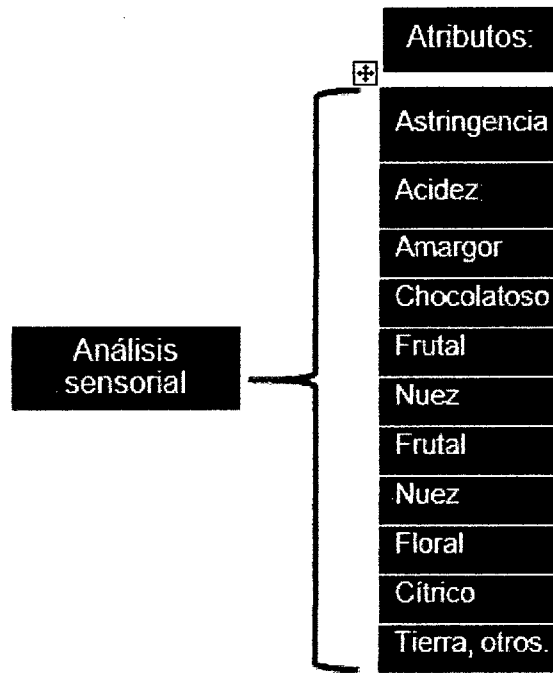 Atributos:
Astringencia
Acidez
Amargor
Chocolatoso
Análisis
sensorial
Frutal
Nuez
Frutal
Nuez
Floral
Cítrico
Tierra, otros.